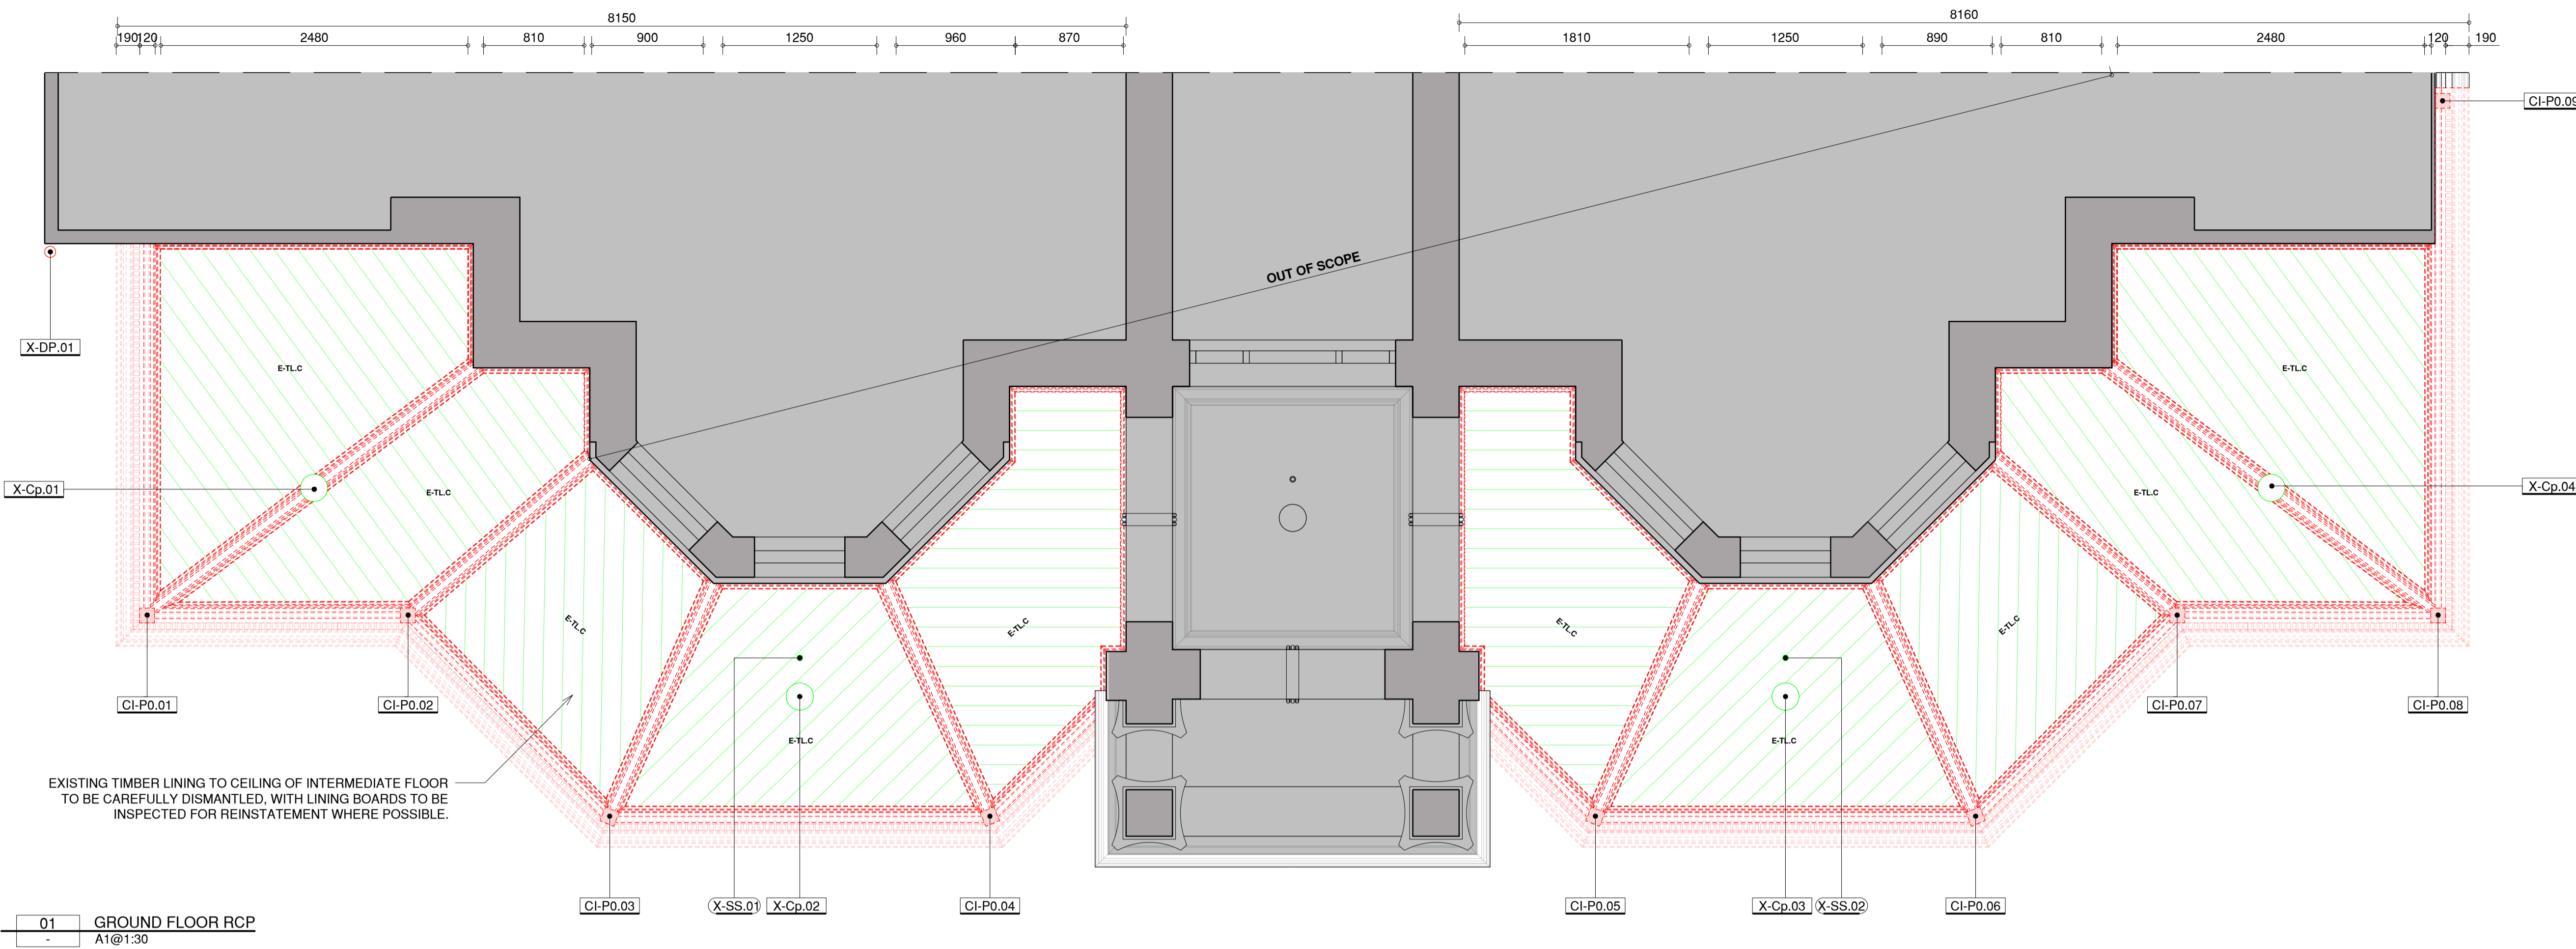 8150
8160
190
120
2480
810
900
1250
960
870
1810
1250
890
810
2480
120
190
CI-P0.09
OUT OF SCOPE
X-DP.01
E-TL.C
E-TL.C
X-Cp.01
E-TL.C
E-TL.C
X-Cp.04
E-TL.C
E-TL.C
E-TL.C
E-TL.C
CI-P0.01
CI-P0.02
CI-P0.07
CI-P0.08
E-TL.C
E-TL.C
EXISTING TIMBER LINING TO CEILING OF INTERMEDIATE FLOOR
TO BE CAREFULLY DISMANTLED, WITH LINING BOARDS TO BE
INSPECTED FOR REINSTATEMENT WHERE POSSIBLE.
CI-P0.03
X-SS.01
X-Cp.02
CI-P0.04
CI-P0.05
X-Cp.03
X-SS.02
CI-P0.06
01
GROUND FLOOR RCP
-
A1@1:30